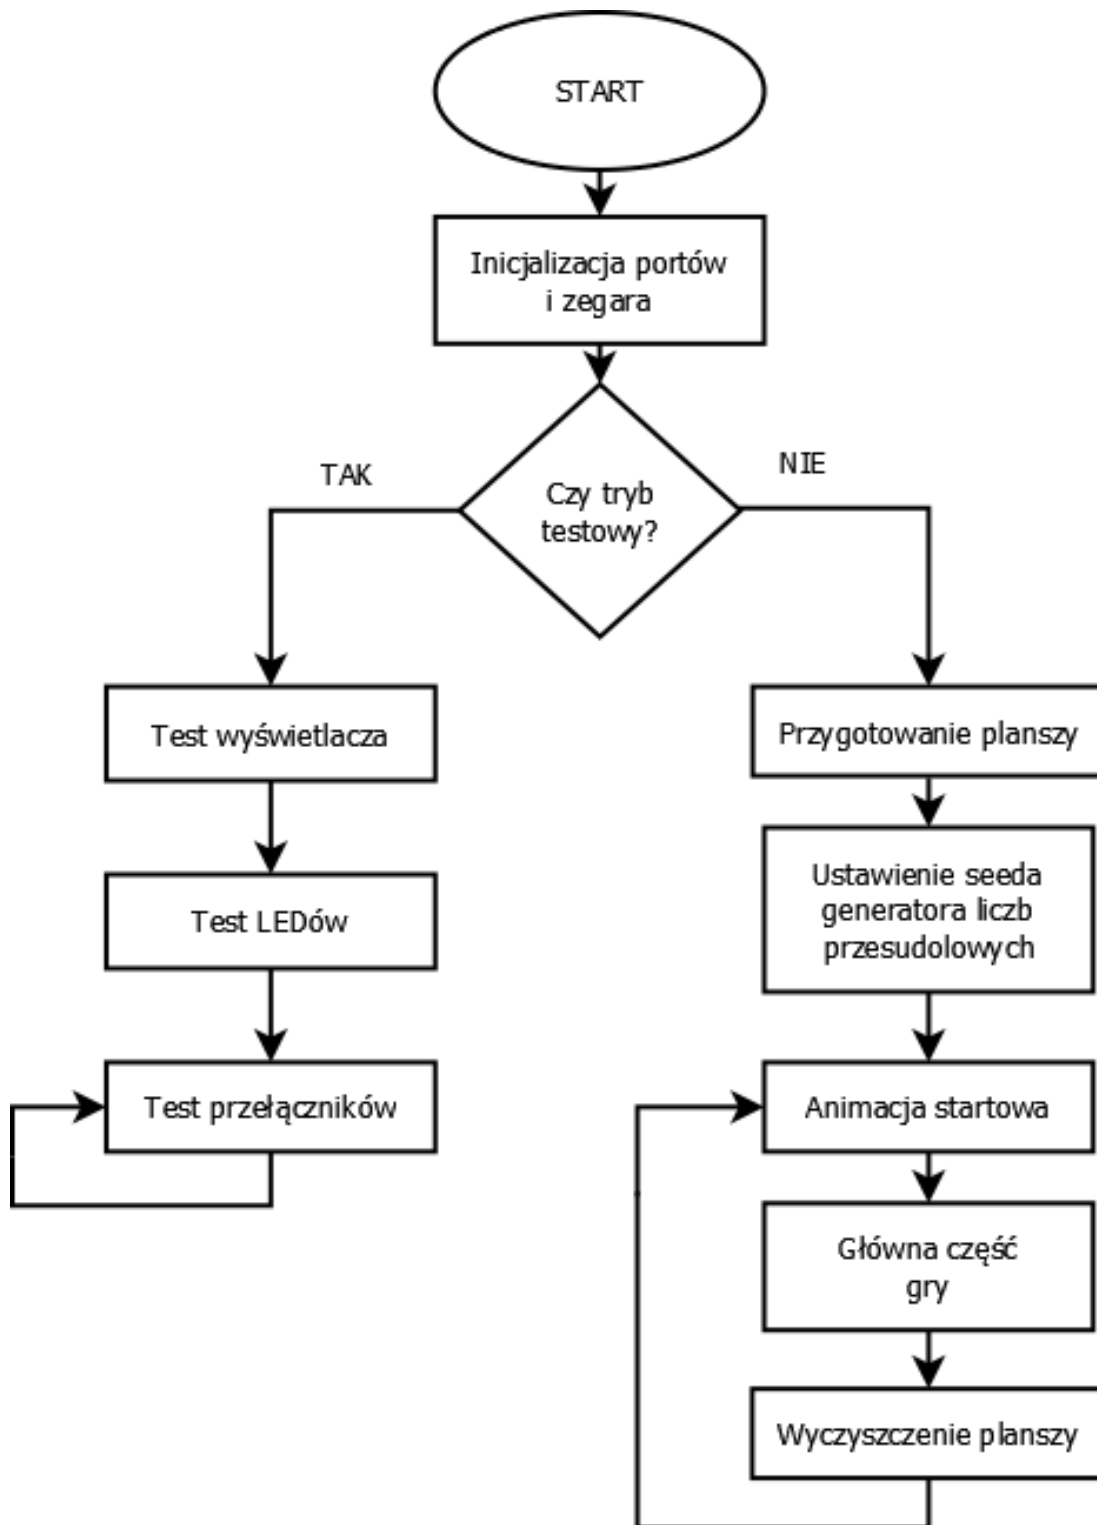 START
Inicjalizacja portów
i zegara
TAK
NIE
Czy tryb
testowy?
Test wyświetlacza
Test LEDów
Test przełączników
Przygotowanie planszy
Ustawienie seeda
generatora liczb
przesudolowych
Animacja startowa
Główna część
gry
Wyczyszczenie planszy